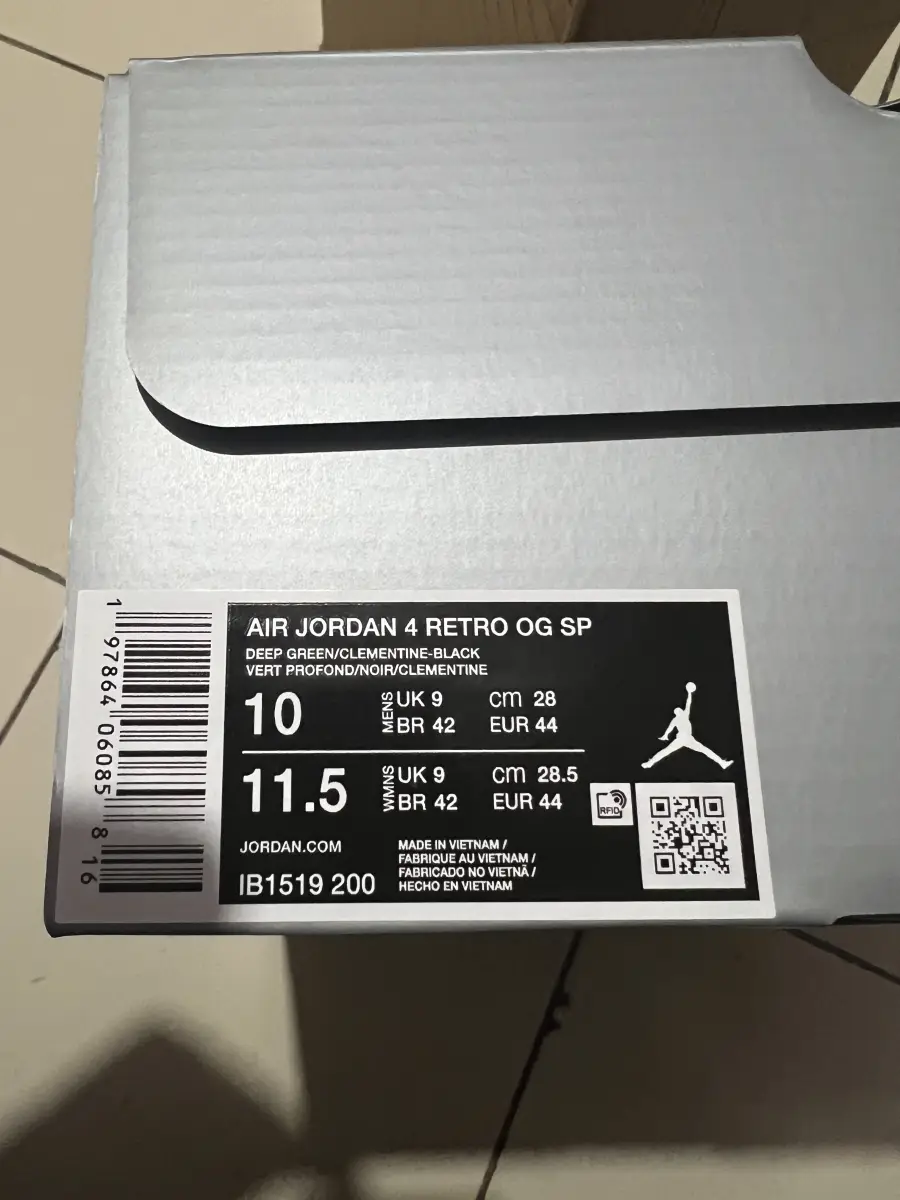 AIR JORDAN 4 RETRO OG SP
DEEP GREEN/CLEMENTINE-BLACK
VERT PROFOND/NOIR/CLEMENTINE
10
MENS
UK 9 cm 28
BR 42 EUR 44
11.5
WMNS
UK 9 cm 28.5
BR 42 EUR 44
RFID
JORDAN.COM
IB1519 200
MADE IN VIETNAM /
FABRIQUE AU VIETNAM /
FABRICADO NO VIETNÃ /
HECHO EN VIETNAM
1 97864 06085 8 16